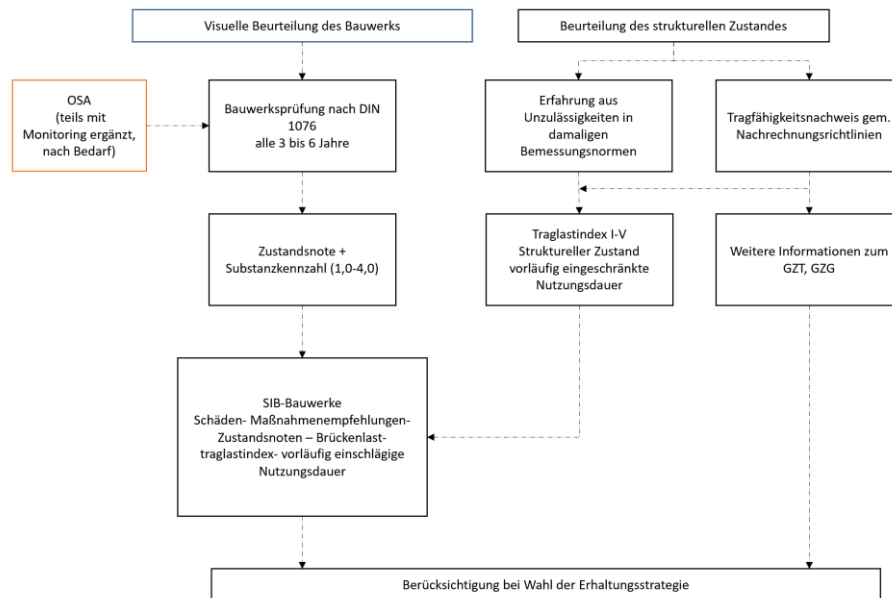 Visuelle Beurteilung des Bauwerks
Beurteilung des strukturellen Zustandes
OSA
(teils mit
Monitoring ergänzt,
nach Bedarf)
Bauwerksprüfung nach DIN
1076
alle 3 bis 6 Jahre
Erfahrung aus
Unzulässigkeiten in
damaligen
Bemessungsnormen
Tragfähigkeitsnachweis gem.
Nachrechnungsrichtlinien
Zustandsnote +
Substanzkennzahl (1,0-4,0)
Traglastindex I-V
Struktureller Zustand
vorläufig eingeschränkte
Nutzungsdauer
Weitere Informationen zum
GZT, GZG
SIB-Bauwerke
Schäden- Maßnahmenempfehlungen-
Zustandsnoten – Brückenlast-
traglastindex- vorläufig einschlägige
Nutzungsdauer
Berücksichtigung bei Wahl der Erhaltungsstrategie